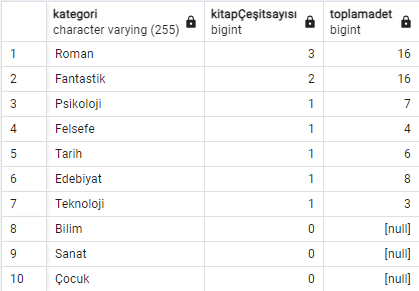 kategori kitapÇeşitsayısı toplamadet
character varying (255) bigint bigint
1 Roman 3 16
2 Fantastik 2 16
3 Psikoloji 1 7
4 Felsefe 1 4
5 Tarih 1 6
6 Edebiyat 1 8
7 Teknoloji 1 3
8 Bilim 0 [null]
9 Sanat 0 [null]
10 Çocuk 0 [null]